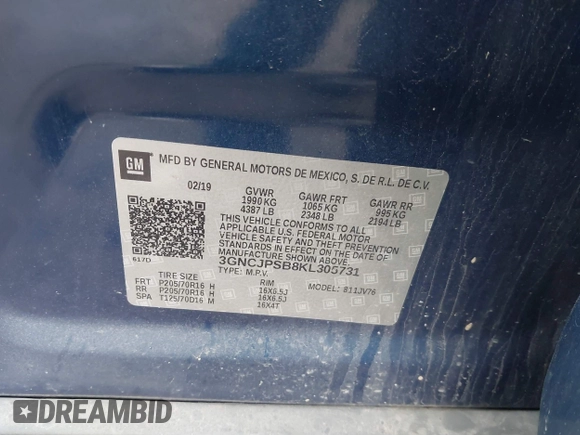 GM
MFD BY GENERAL MOTORS DE MEXICO, S. DE R.L. DE C.V.
02/19 GVWR GAWR FRT GAWR RR
1990 KG 1065 KG 995 KG
4387 LB 2348 LB 2194 LB
THIS VEHICLE CONFORMS TO ALL
APPLICABLE U.S. FEDERAL MOTOR
VEHICLE SAFETY AND THEFT PREVENTION
STANDARDS IN EFFECT ON THE DATE OF
MANUFACTURE SHOWN ABOVE.
617D 3GNCJPSB8KL305731
TYPE: M.P.V. MODEL: 811JV76
TIRE SIZE RIM
FRT P205/70R16 H 16X6.5J
RR P205/70R16 H 16X6.5J
SPA T125/70D16 M 16X4T
DREAMBID